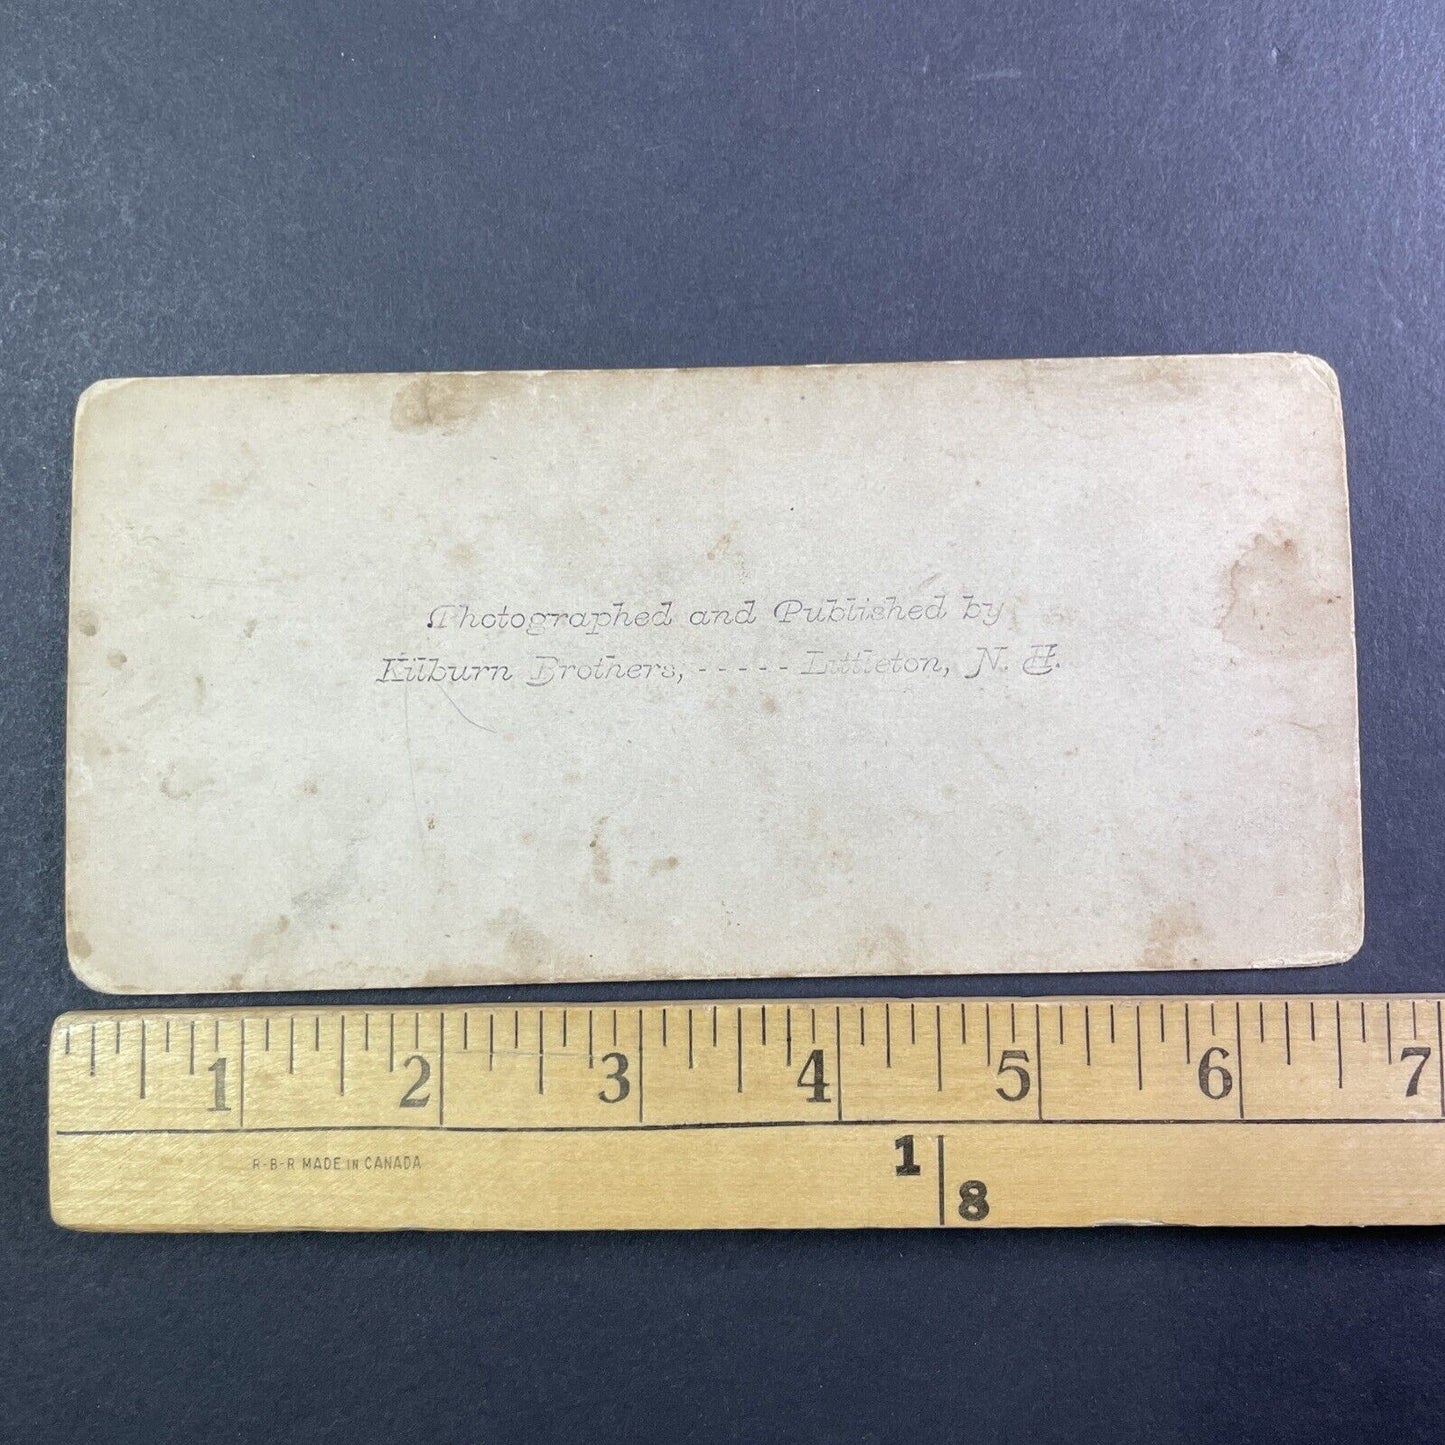 Photographed and Published by
Kilburn Brothers, - - - - - Littleton, N. H.
1 2 3 4 5 6 7
R-B-R MADE IN CANADA
1
8